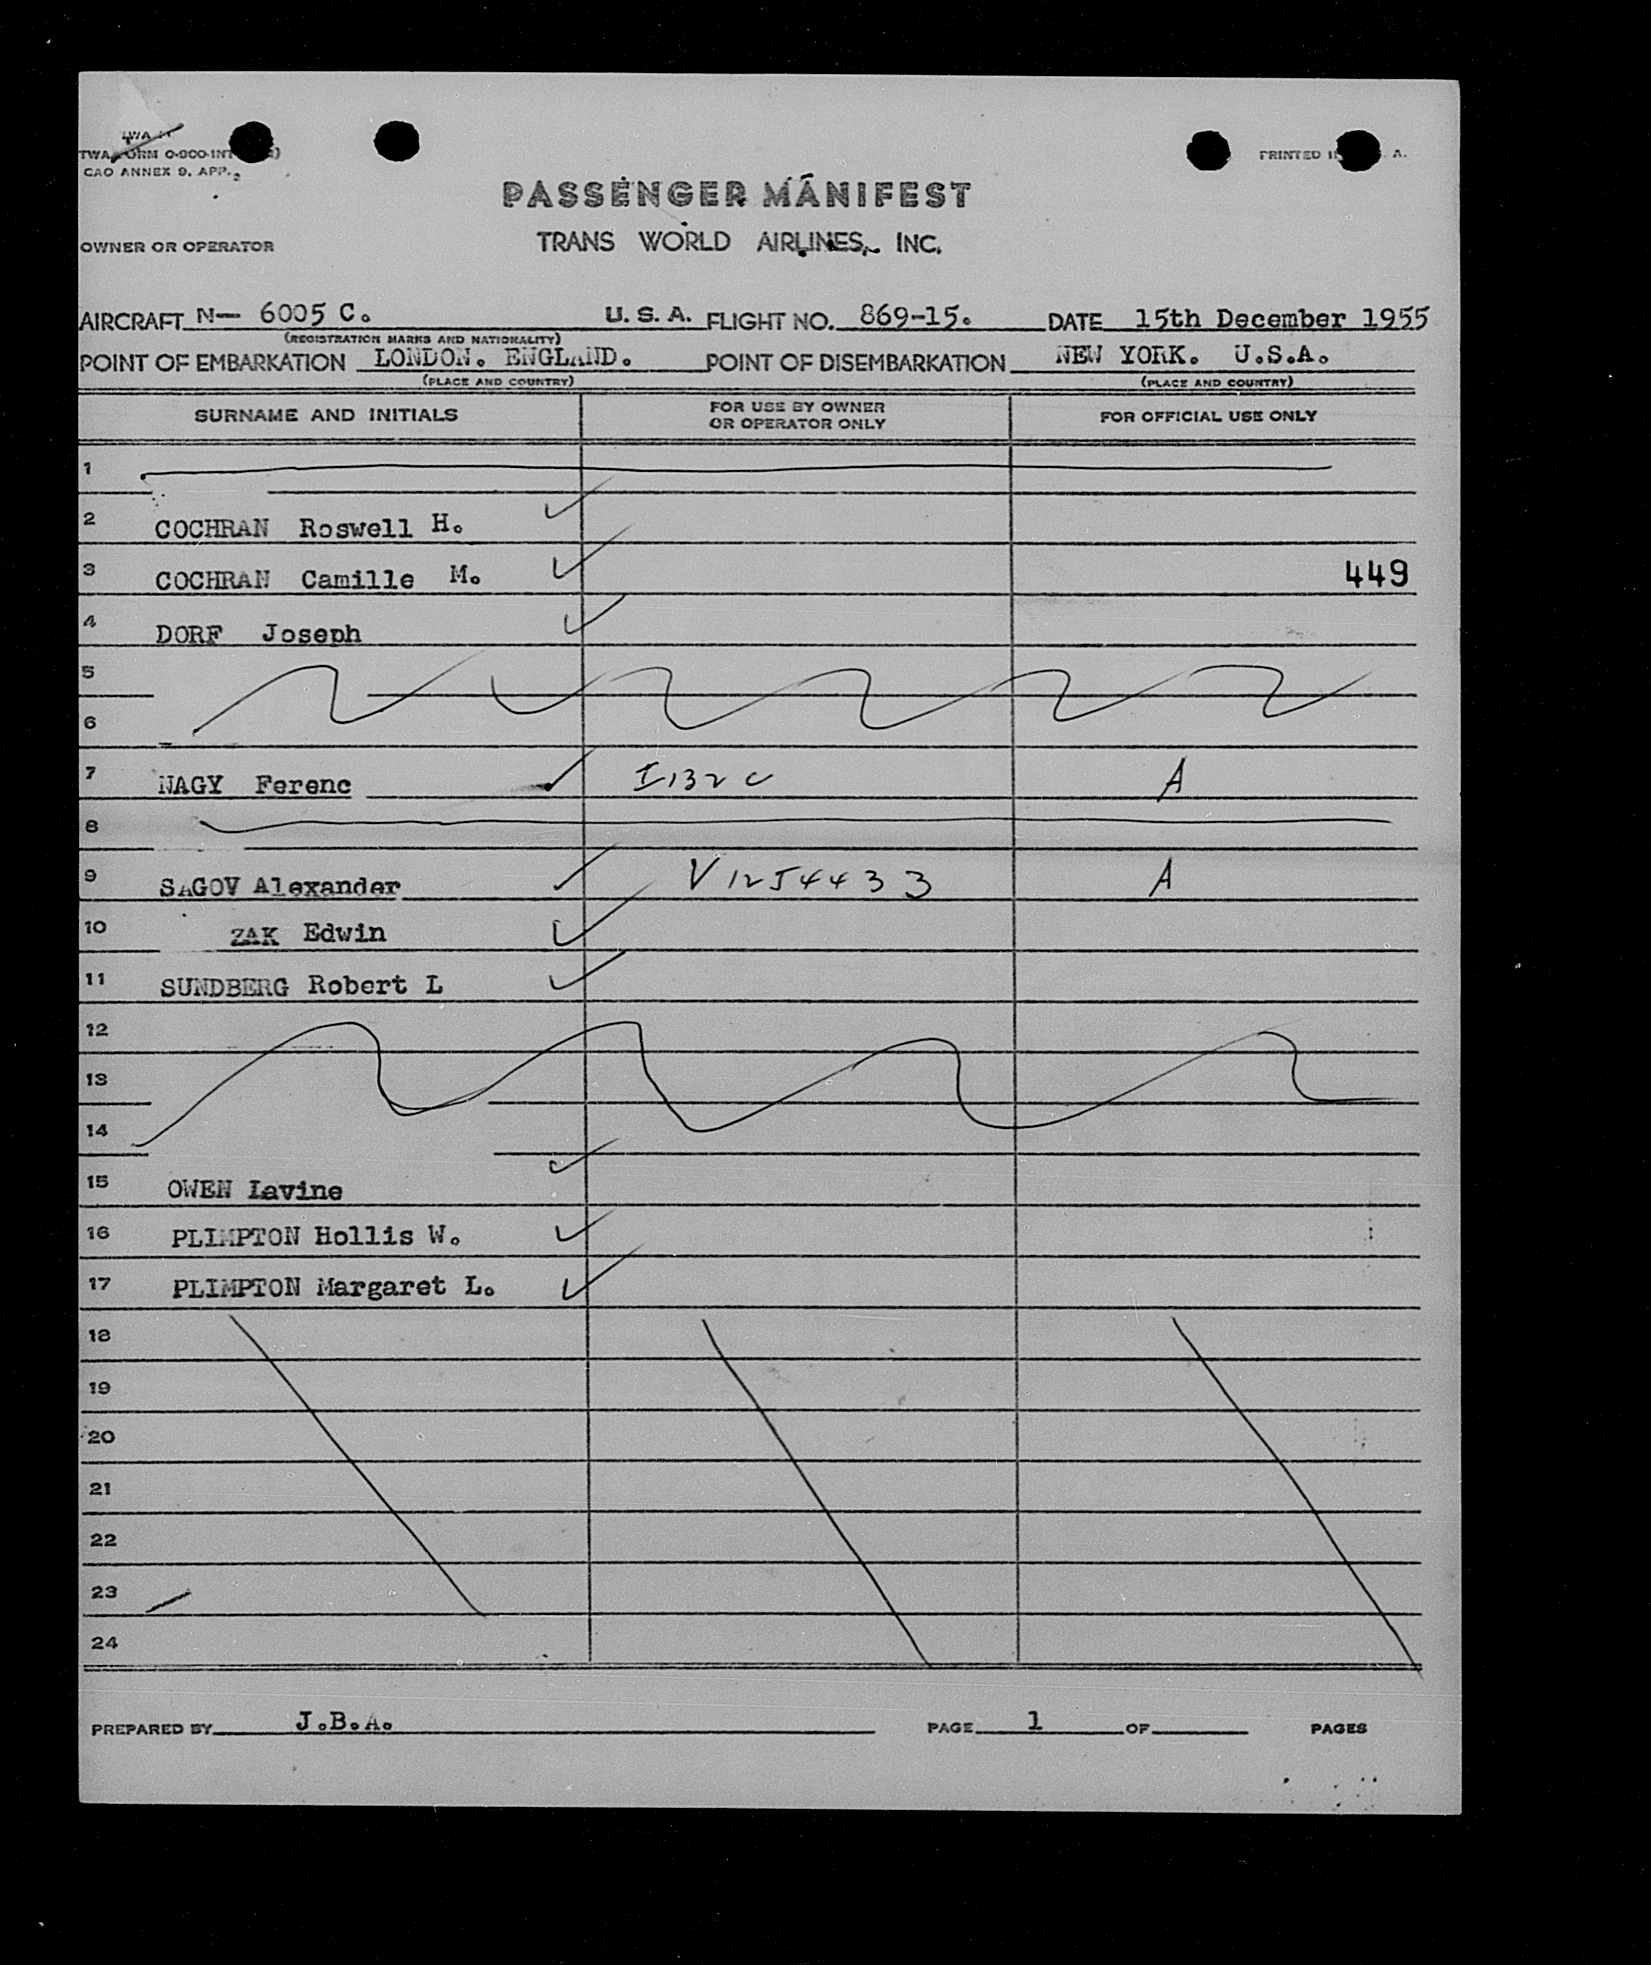 CAO ANNEX 9. APP.
PRINTED
PASSENGER MANIFEST
OWNER OR OPERATOR
TRANS WORLD AIRLINES, INC.
AIRCRAFT N- 6005 C. U. S. A. FLIGHT NO. 869-15. DATE 15th December 1955
(REGISTRATION MARKS AND NATIONALITY)
POINT OF EMBARKATION LONDON. ENGLAND. POINT OF DISEMBARKATION NEW YORK. U.S.A.
(PLACE AND COUNTRY) (PLACE AND COUNTRY)
SURNAME AND INITIALS FOR USE BY OWNER OR OPERATOR ONLY FOR OFFICIAL USE ONLY
1
2 COCHRAN Roswell H.
3 COCHRAN Camille M. 449
4 DORF Joseph
5
6
7 NAGY Ferenc I132 c A
8
9 SAGOV Alexander V1254433 A
10 ZAK Edwin
11 SUNDBERG Robert L
12
13
14
15 OWEN Lavine
16 PLIMPTON Hollis W.
17 PLIMPTON Margaret L.
18
19
20
21
22
23
24
PREPARED BY J.B.A. PAGE 1 OF PAGES